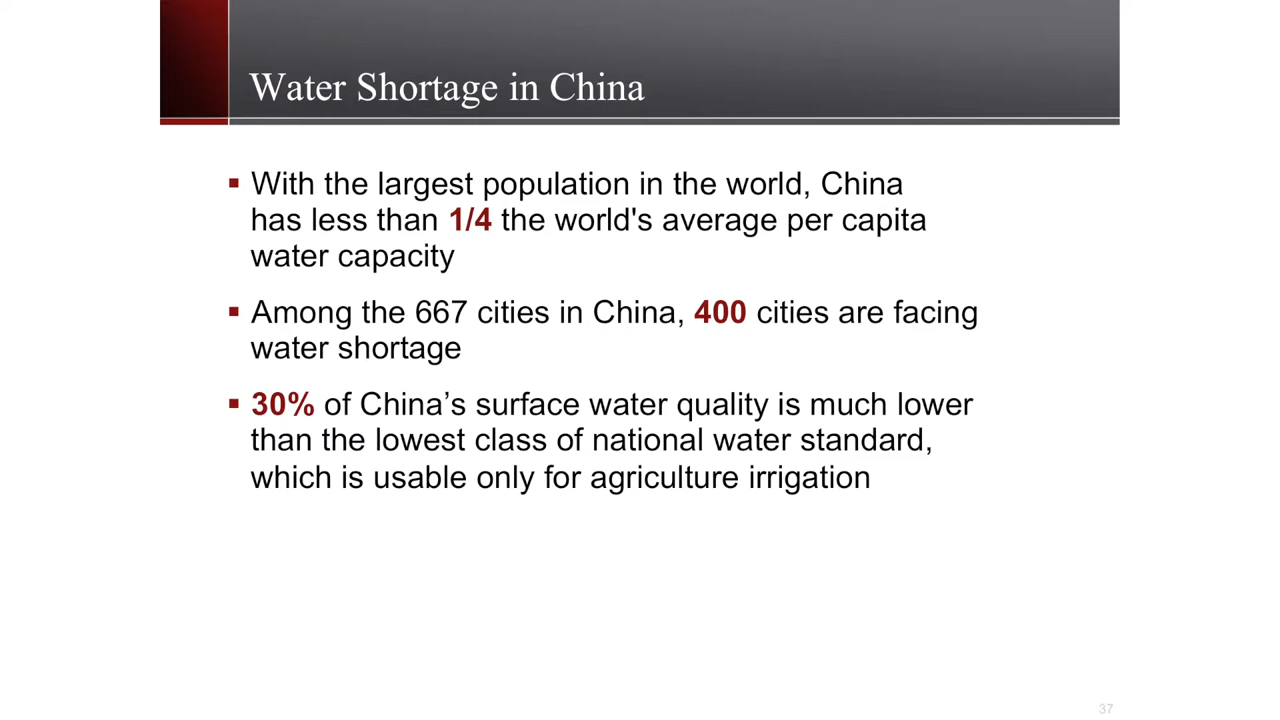 Water Shortage in China
▪ With the largest population in the world, China
has less than 1/4 the world's average per capita
water capacity
▪ Among the 667 cities in China, 400 cities are facing
water shortage
▪ 30% of China’s surface water quality is much lower
than the lowest class of national water standard,
which is usable only for agriculture irrigation
37